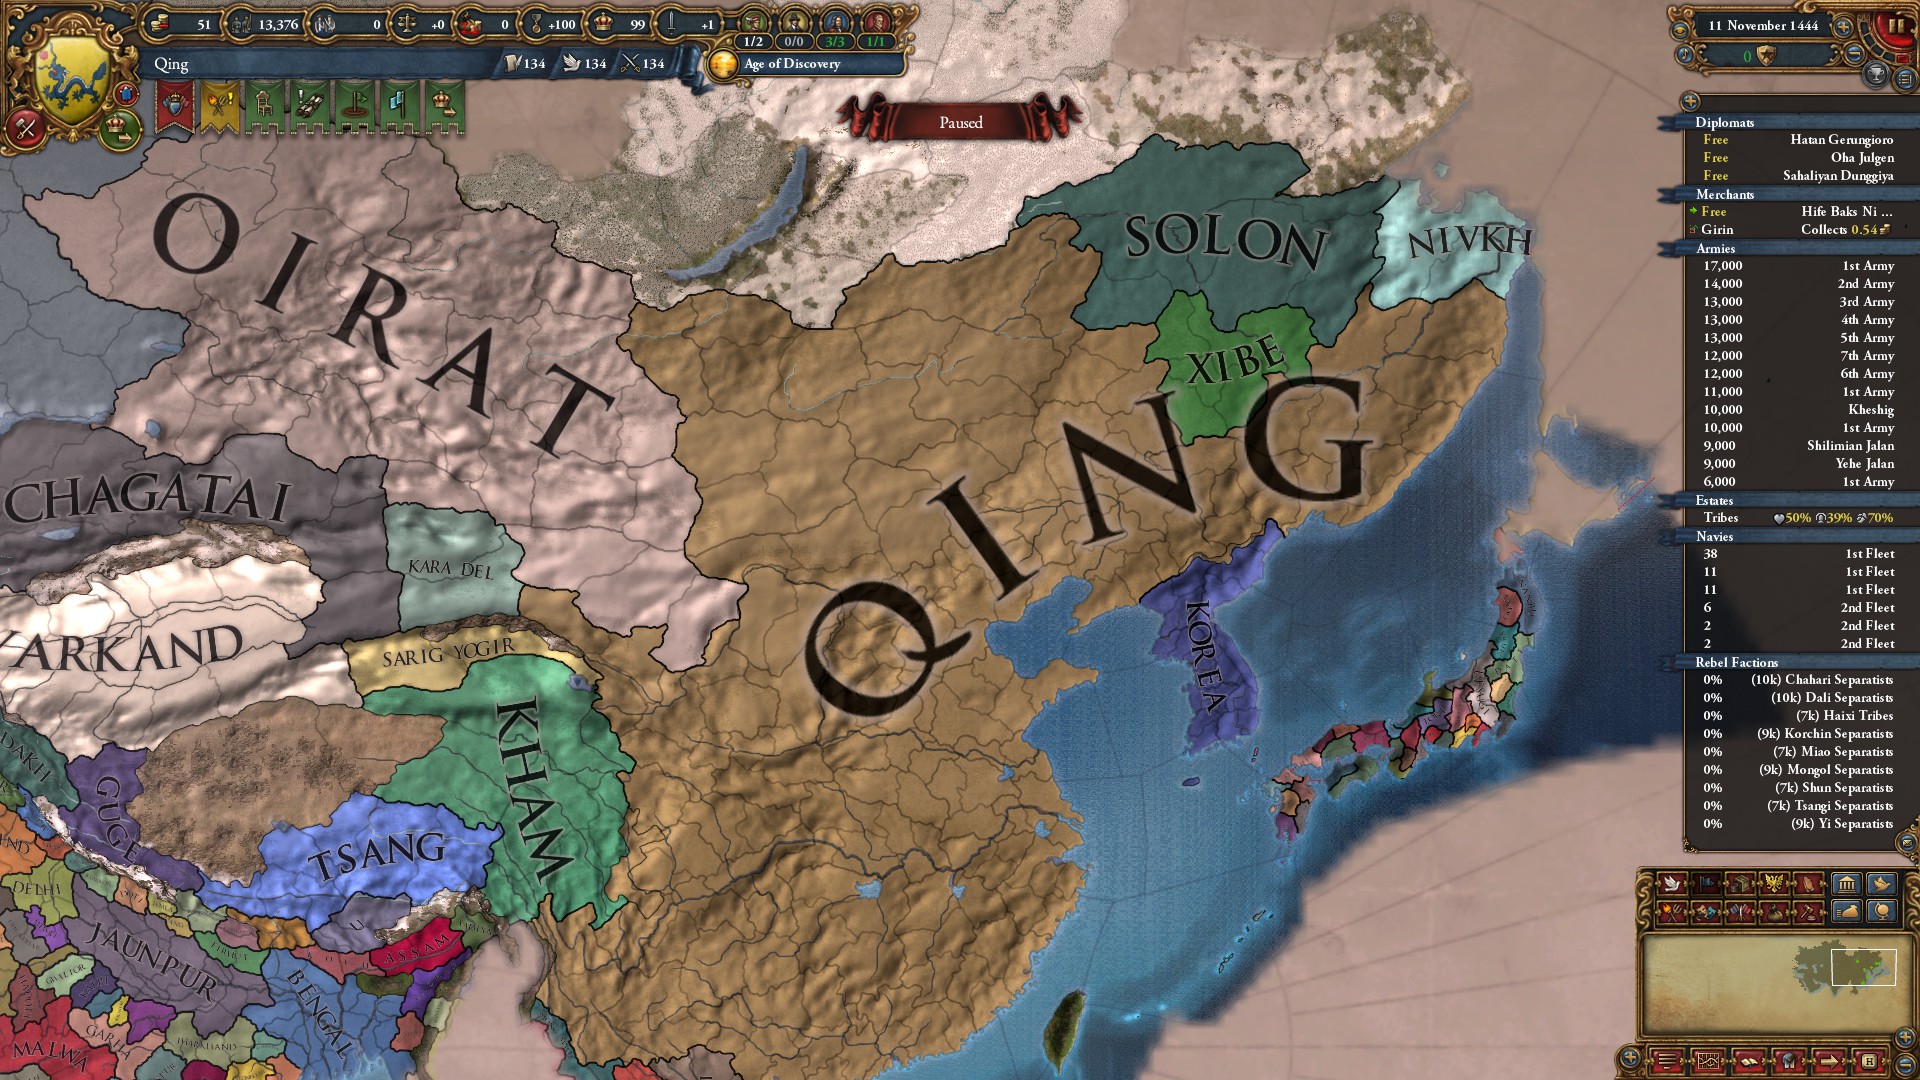 51 13,376 0 +0 0 +100 99 +1
1/2 0/0 3/3 1/1
Qing 134 134 134
Age of Discovery
11 November 1444
0
Paused
Diplomats
Free Hatan Gerungioro
Free Oha Julgen
Free Sahaliyan Dunggiya
Merchants
Free Hife Baks Ni ...
Girin Collects 0.54
Armies
17,000 1st Army
14,000 2nd Army
13,000 3rd Army
13,000 4th Army
13,000 5th Army
12,000 7th Army
12,000 6th Army
11,000 1st Army
10,000 Kheshig
10,000 1st Army
9,000 Shilimian Jalan
9,000 Yehe Jalan
6,000 1st Army
Estates
Tribes 50% 39% 70%
Navies
38 1st Fleet
11 1st Fleet
11 1st Fleet
6 2nd Fleet
2 2nd Fleet
2 2nd Fleet
Rebel Factions
0% (10k) Chahari Separatists
0% (10k) Dali Separatists
0% (7k) Haixi Tribes
0% (9k) Korchin Separatists
0% (7k) Miao Separatists
0% (9k) Mongol Separatists
0% (7k) Shun Separatists
0% (7k) Tsangi Separatists
0% (9k) Yi Separatists
OIRAT
SOLON
NIVKH
XIBE
QING
CHAGATAI
KARA DEL
YARKAND
SARIG YOGIR
KOREA
KHAM
GUGE
TSANG
DELHI
JAUNPUR
ASSAM
BENGAL
GWALIOR
GARHA
JHARKHAND
MALWA
H